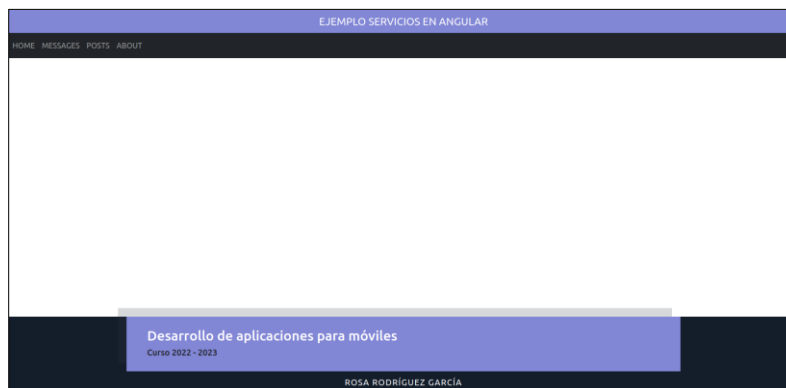 EJEMPLO SERVICIOS EN ANGULAR
HOME MESSAGES POSTS ABOUT
Desarrollo de aplicaciones para móviles
Curso 2022 - 2023
ROSA RODRÍGUEZ GARCÍA